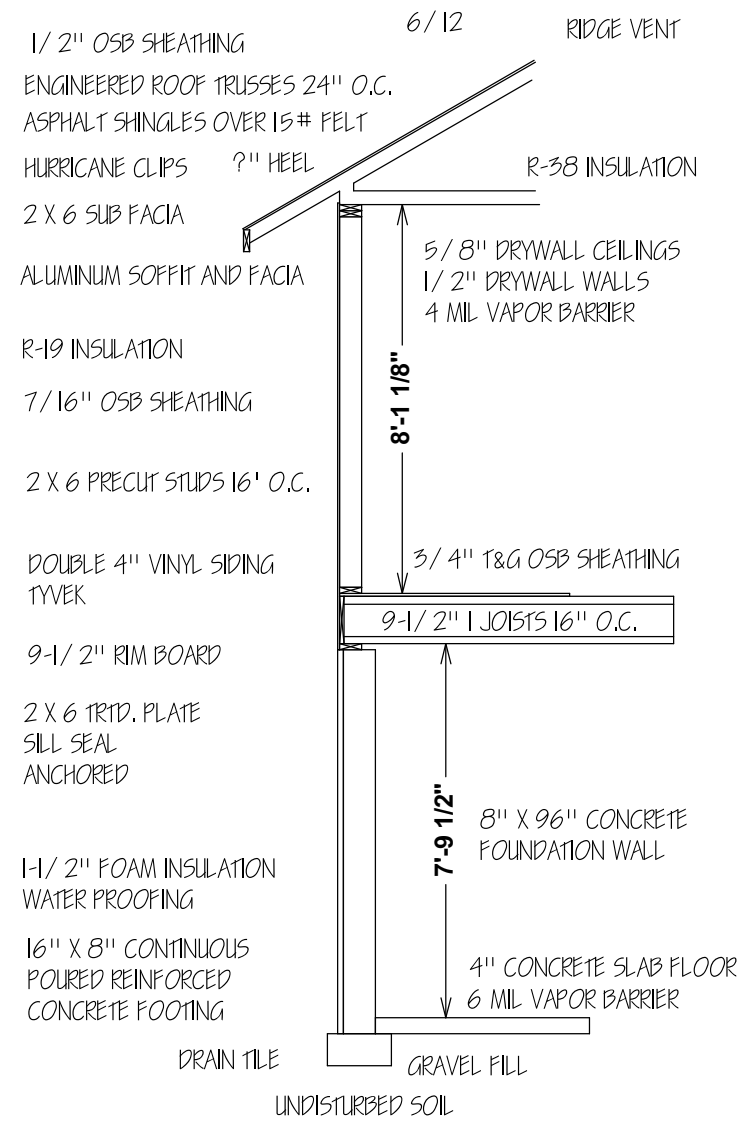 6/12
RIDGE VENT
1/2" OSB SHEATHING
ENGINEERED ROOF TRUSSES 24" O.C.
ASPHALT SHINGLES OVER 15# FELT
HURRICANE CLIPS
?" HEEL
R-38 INSULATION
2 X 6 SUB FACIA
5/8" DRYWALL CEILINGS
1/2" DRYWALL WALLS
4 MIL VAPOR BARRIER
ALUMINUM SOFFIT AND FACIA
R-19 INSULATION
7/16" OSB SHEATHING
8'-1 1/8"
2 X 6 PRECUT STUDS 16' O.C.
3/4" T&G OSB SHEATHING
DOUBLE 4" VINYL SIDING
TYVEK
9-1/2" I JOISTS 16" O.C.
9-1/2" RIM BOARD
2 X 6 TRTD. PLATE
SILL SEAL
ANCHORED
7'-9 1/2"
8" X 96" CONCRETE
FOUNDATION WALL
1-1/2" FOAM INSULATION
WATER PROOFING
16" X 8" CONTINUOUS
POURED REINFORCED
CONCRETE FOOTING
4" CONCRETE SLAB FLOOR
6 MIL VAPOR BARRIER
DRAIN TILE
GRAVEL FILL
UNDISTURBED SOIL